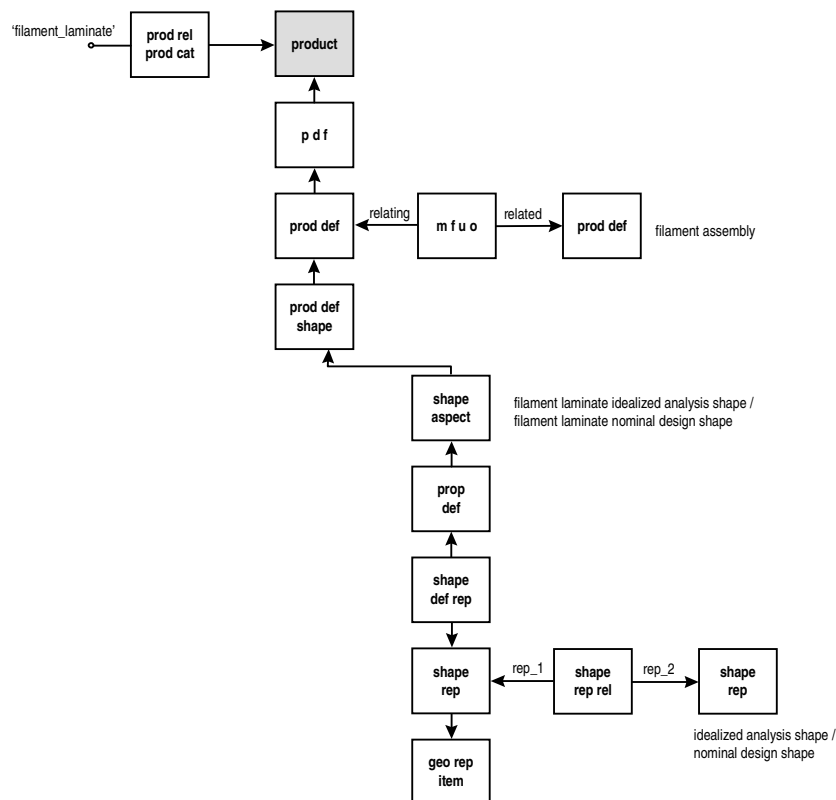 ‘filament_laminate’
prod rel
prod cat
product
p d f
prod def
relating
m f u o
related
prod def
filament assembly
prod def
shape
shape
aspect
filament laminate idealized analysis shape /
filament laminate nominal design shape
prop
def
shape
def rep
shape
rep
rep_1
shape
rep rel
rep_2
shape
rep
idealized analysis shape /
nominal design shape
geo rep
item